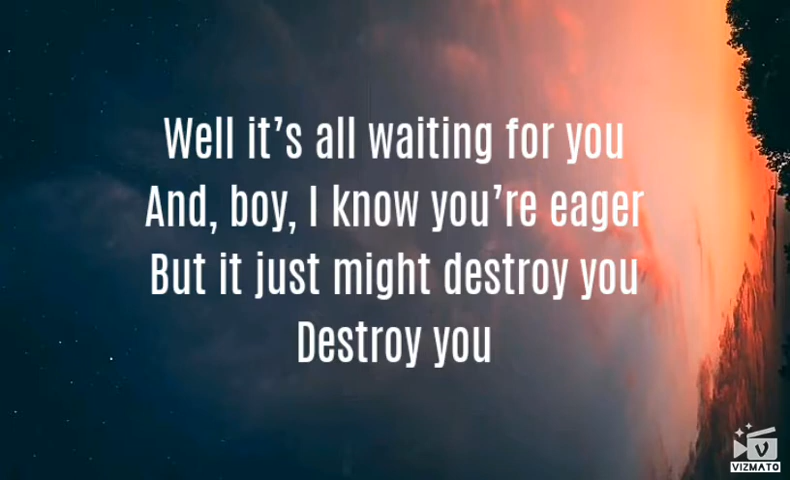 Well it’s all waiting for you
And, boy, I know you’re eager
But it just might destroy you
Destroy you
V
VIZMATO